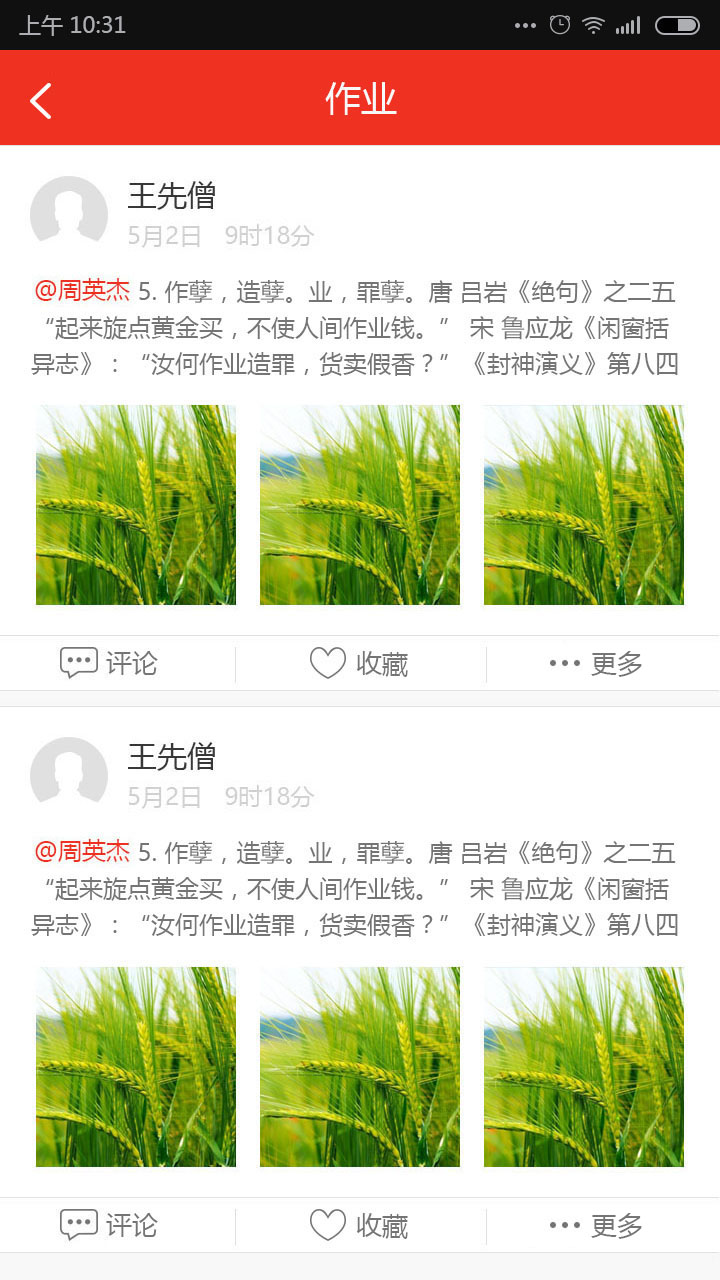 上午 10:31
作业
王先僧
5月2日 9时18分
@周英杰 5. 作孽，造孽。业，罪孽。唐 吕岩《绝句》之二五
“起来旋点黄金买，不使人间作业钱。” 宋 鲁应龙《闲窗括
异志》：“汝何作业造罪，货卖假香？”《封神演义》第八四
评论 收藏 更多
王先僧
5月2日 9时18分
@周英杰 5. 作孽，造孽。业，罪孽。唐 吕岩《绝句》之二五
“起来旋点黄金买，不使人间作业钱。” 宋 鲁应龙《闲窗括
异志》：“汝何作业造罪，货卖假香？”《封神演义》第八四
评论 收藏 更多